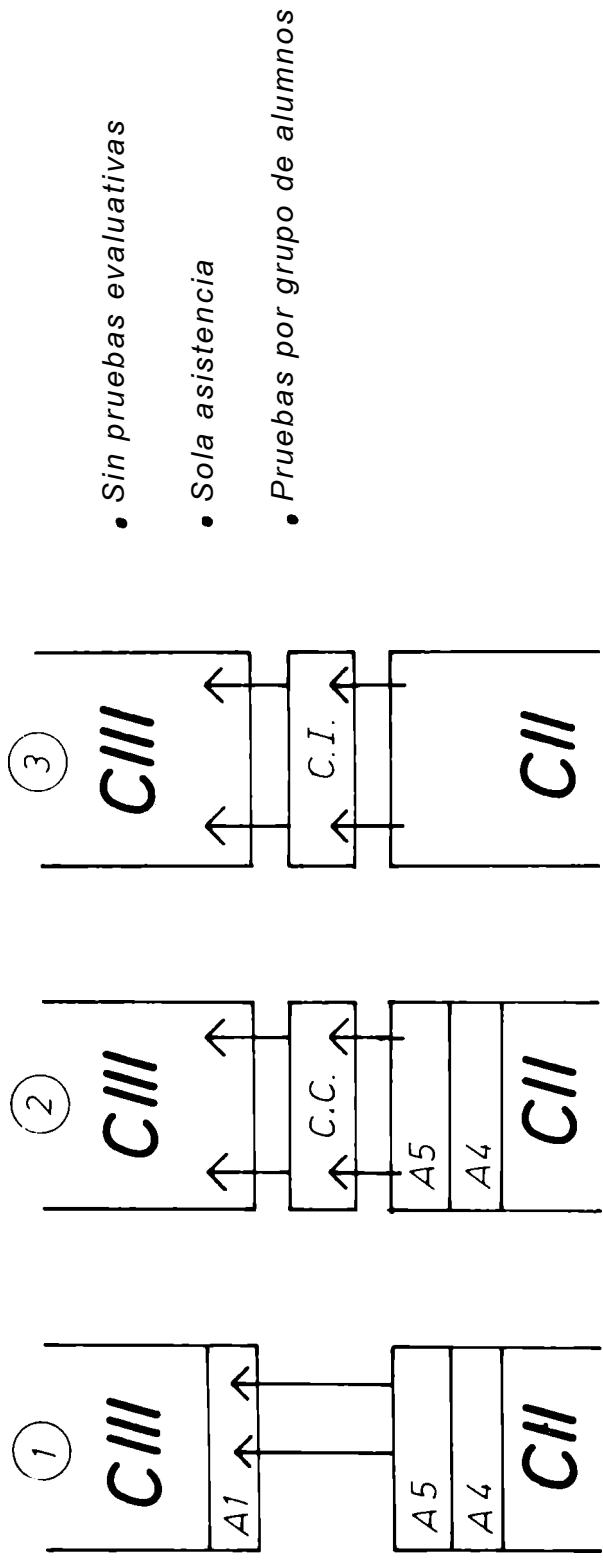 1
CIII
A1
A5
A4
CII
2
CIII
C.C.
A5
A4
CII
3
CIII
C.I.
CII
• Sin pruebas evaluativas
• Sola asistencia
• Pruebas por grupo de alumnos